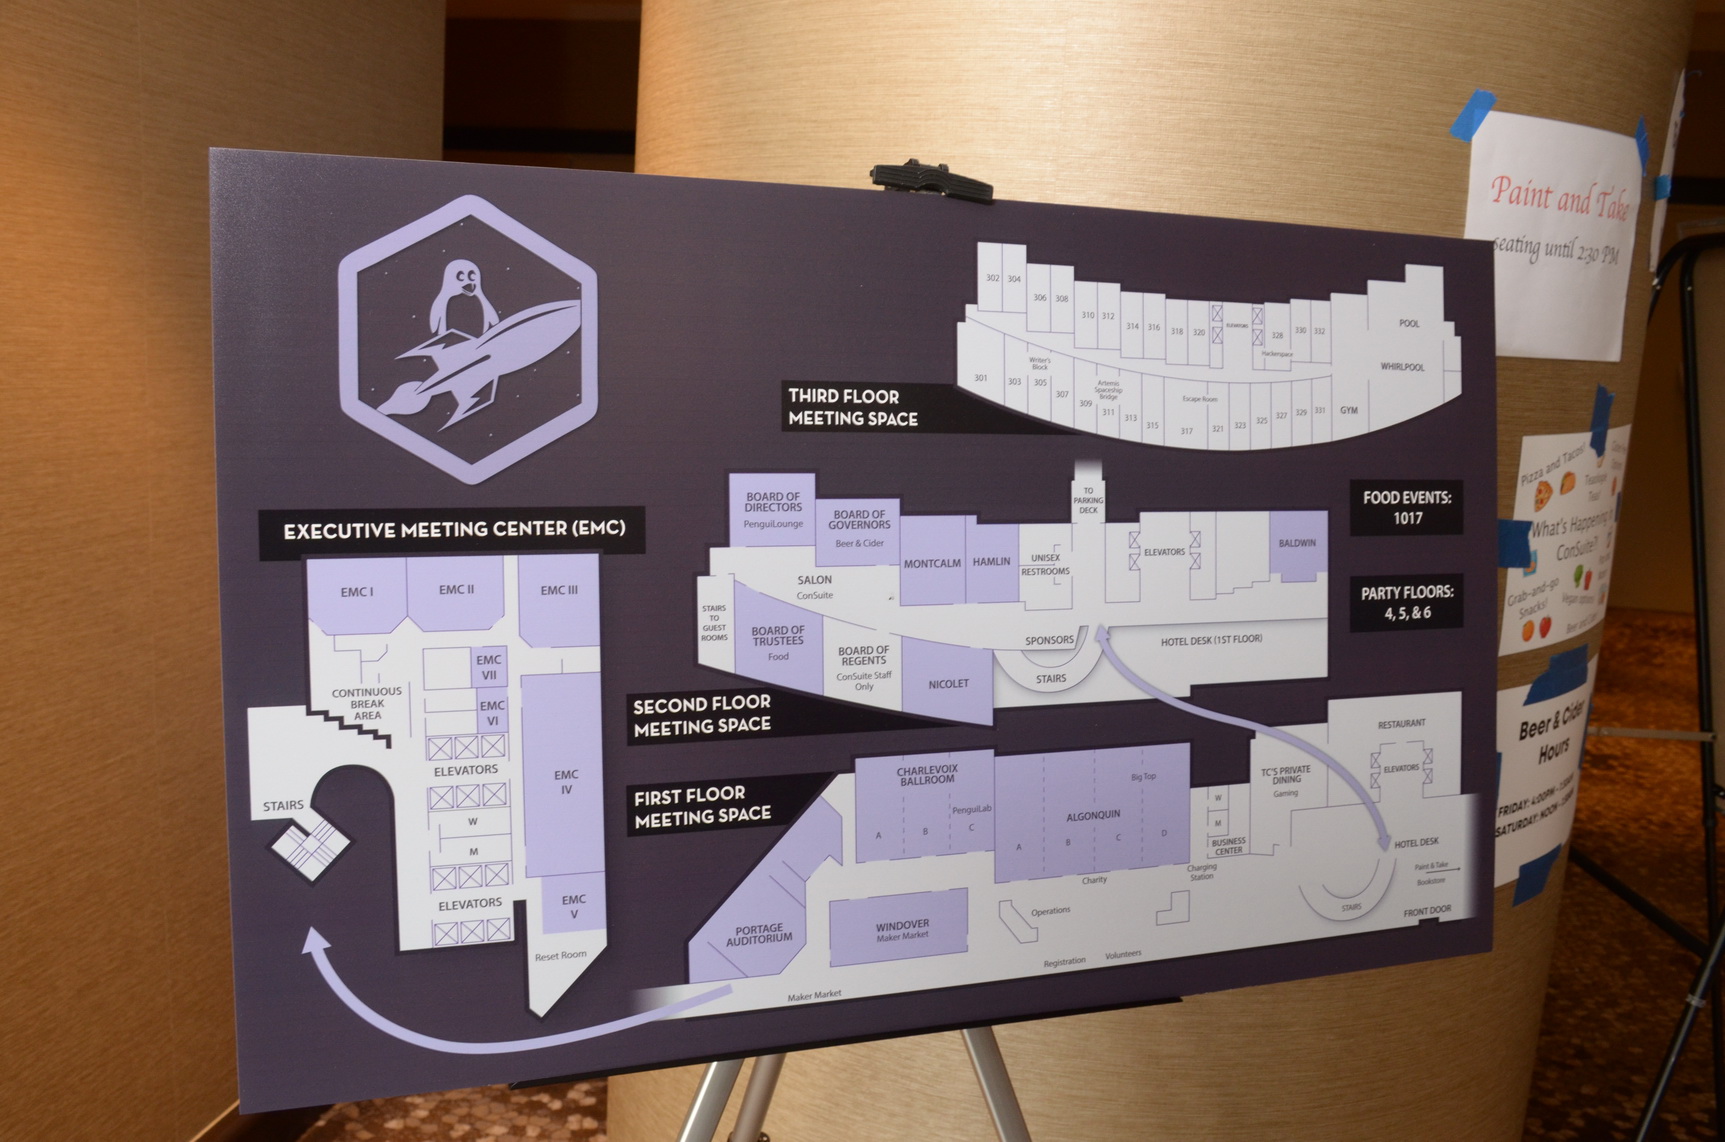 302
304
306
308
310
312
314
316
318
320
ELEVATORS
328
Hackerspace
330
332
POOL
WHIRLPOOL
GYM
301
303
Writer's
Block
305
307
309
Artemis
Spaceship
Bridge
311
313
315
Escape Room
317
321
323
325
327
329
331
THIRD FLOOR
MEETING SPACE
FOOD EVENTS:
1017
PARTY FLOORS:
4, 5, & 6
EXECUTIVE MEETING CENTER (EMC)
EMC I
EMC II
EMC III
EMC
VII
EMC
VI
CONTINUOUS
BREAK
AREA
ELEVATORS
STAIRS
W
M
EMC
IV
ELEVATORS
EMC
V
Reset Room
BOARD OF
DIRECTORS
PenguiLounge
BOARD OF
GOVERNORS
Beer & Cider
MONTCALM
HAMLIN
UNISEX
RESTROOMS
TO
PARKING
DECK
ELEVATORS
BALDWIN
SALON
ConSuite
STAIRS
TO
GUEST
ROOMS
BOARD OF
TRUSTEES
Food
BOARD OF
REGENTS
ConSuite Staff
Only
NICOLET
SPONSORS
STAIRS
HOTEL DESK (1ST FLOOR)
SECOND FLOOR
MEETING SPACE
FIRST FLOOR
MEETING SPACE
CHARLEVOIX
BALLROOM
A
B
PenguiLab
C
Big Top
ALGONQUIN
A
B
C
D
W
M
BUSINESS
CENTER
TC'S PRIVATE
DINING
Gaming
RESTAURANT
ELEVATORS
HOTEL DESK
Paint & Take
Bookstore
STAIRS
FRONT DOOR
Charging
Station
Charity
Operations
PORTAGE
AUDITORIUM
WINDOVER
Maker Market
Registration
Volunteers
Maker Market
Paint and Take
seating until 2:30 PM
Pizza and Tacos!
What's Happening
ConSuite?
Grab-and-go
Snacks!
Vegan options!
Beer & Cider
Hours
FRIDAY: 4:00PM
SATURDAY: NOON